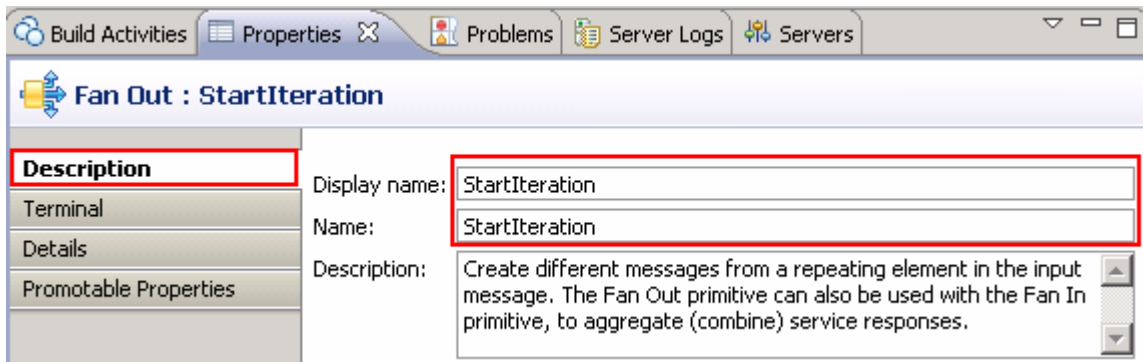 Build Activities Properties Problems Server Logs Servers
Fan Out : StartIteration
Description
Terminal
Details
Promotable Properties
Display name: StartIteration
Name: StartIteration
Description: Create different messages from a repeating element in the input
message. The Fan Out primitive can also be used with the Fan In
primitive, to aggregate (combine) service responses.